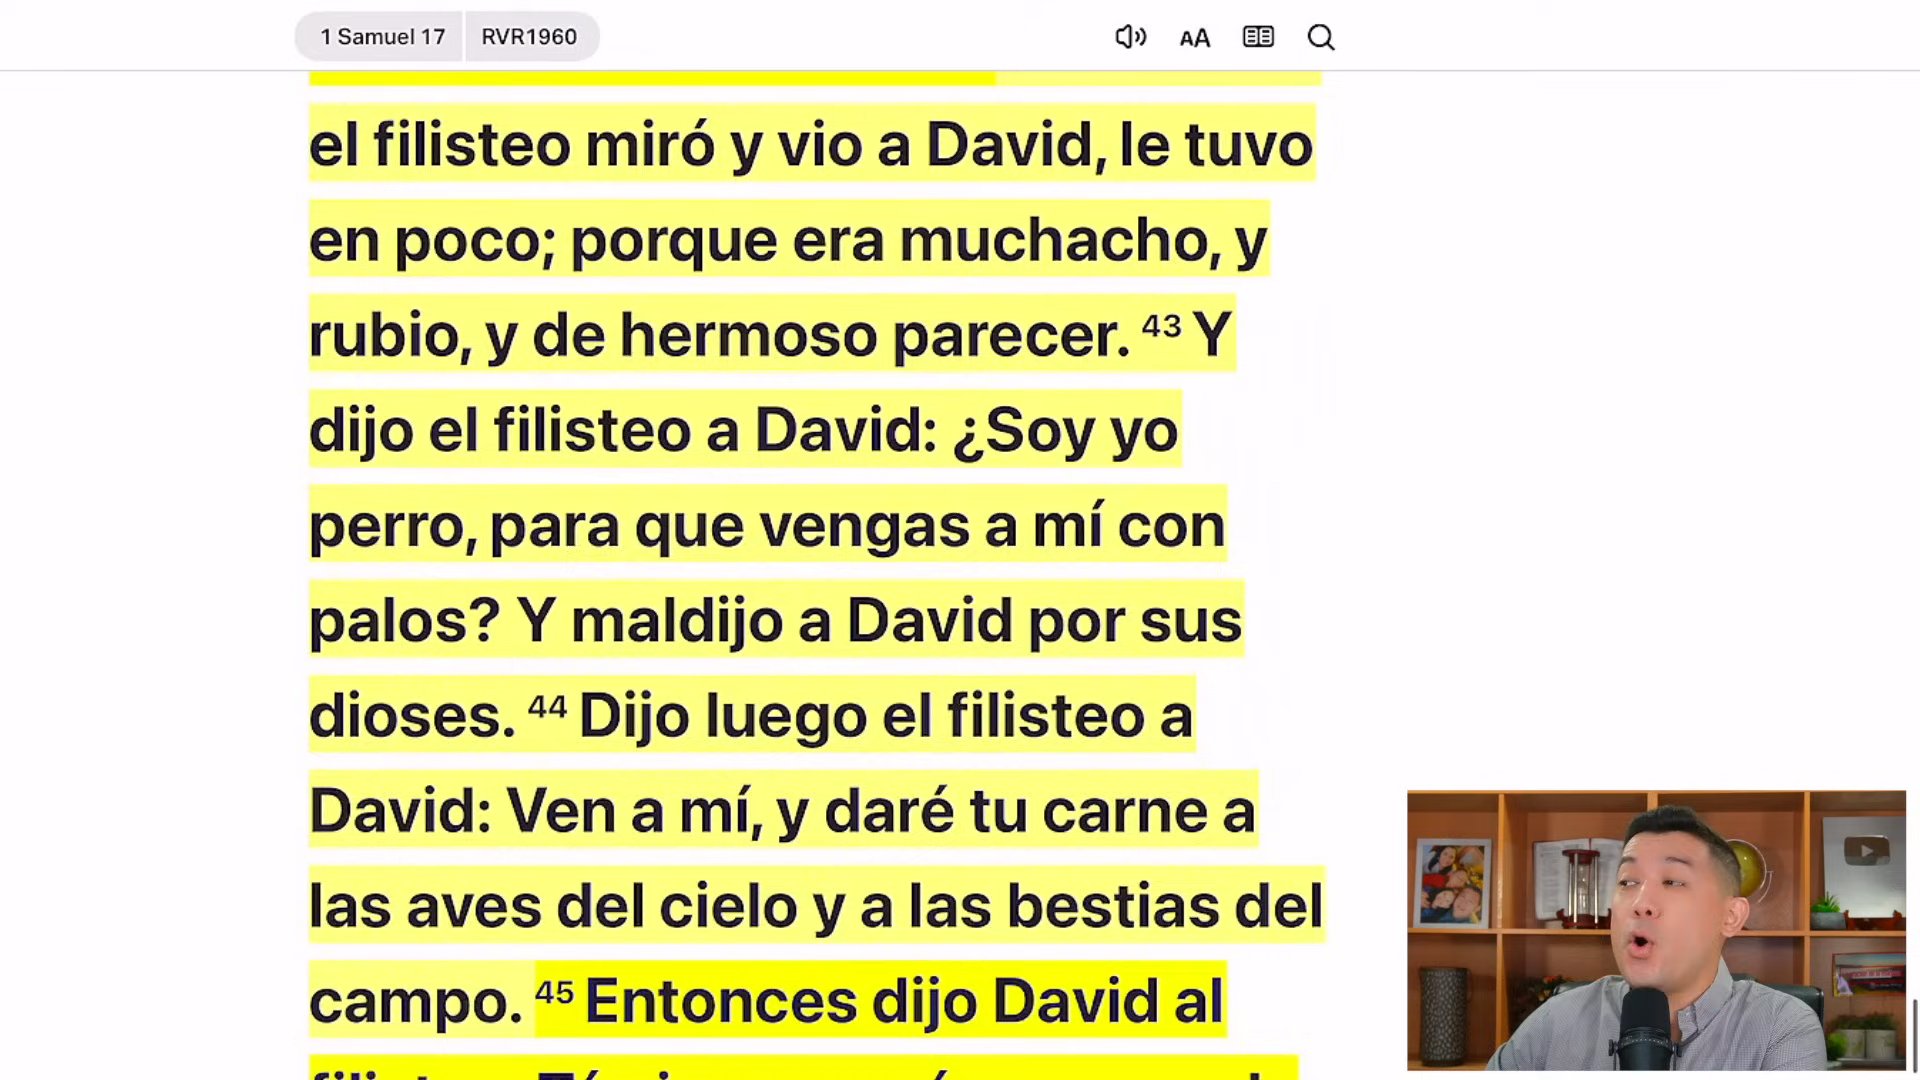 1 Samuel 17 RVR1960 AA
el filisteo miró y vio a David, le tuvo
en poco; porque era muchacho, y
rubio, y de hermoso parecer. 43 Y
dijo el filisteo a David: ¿Soy yo
perro, para que vengas a mí con
palos? Y maldijo a David por sus
dioses. 44 Dijo luego el filisteo a
David: Ven a mí, y daré tu carne a
las aves del cielo y a las bestias del
campo. 45 Entonces dijo David al